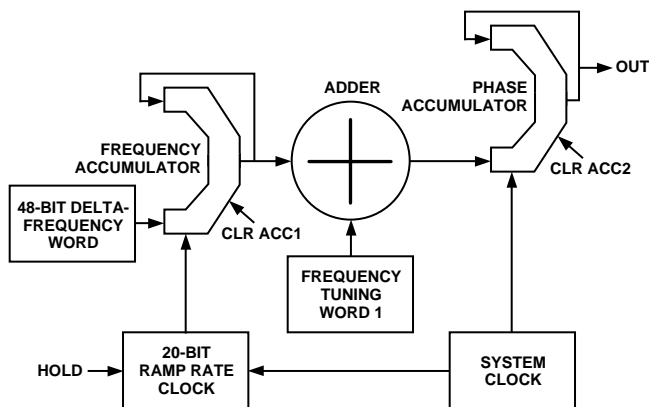 ADDER
PHASE
ACCUMULATOR
OUT
FREQUENCY
ACCUMULATOR
CLR ACC2
48-BIT DELTA-
FREQUENCY
WORD
CLR ACC1
FREQUENCY
TUNING
WORD 1
HOLD
20-BIT
RAMP RATE
CLOCK
SYSTEM
CLOCK